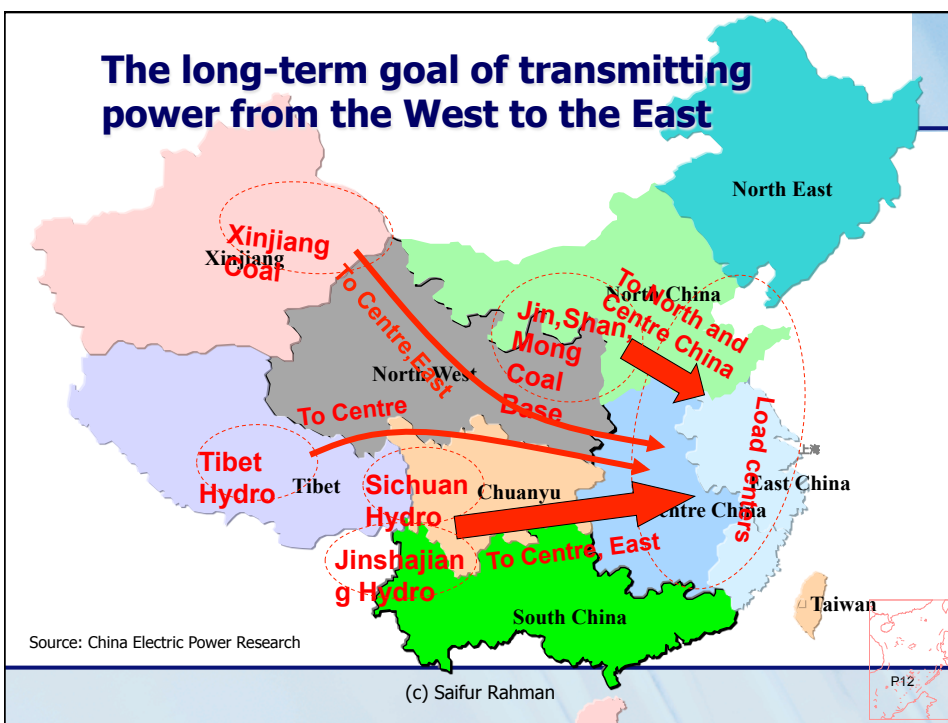 The long-term goal of transmitting
power from the West to the East
North East
Xinjiang
Coal
Xinjiang
To Centre,East
North China
To North and
Centre China
Jin,Shan,
Mong
Coal
Base
North West
To Centre
Load centers
上海
Tibet
Hydro
Tibet
Sichuan
Hydro
Chuanyu
East China
entre China
Jinshajian
g Hydro
To Centre, East
South China
Taiwan
Source: China Electric Power Research
(c) Saifur Rahman
P12